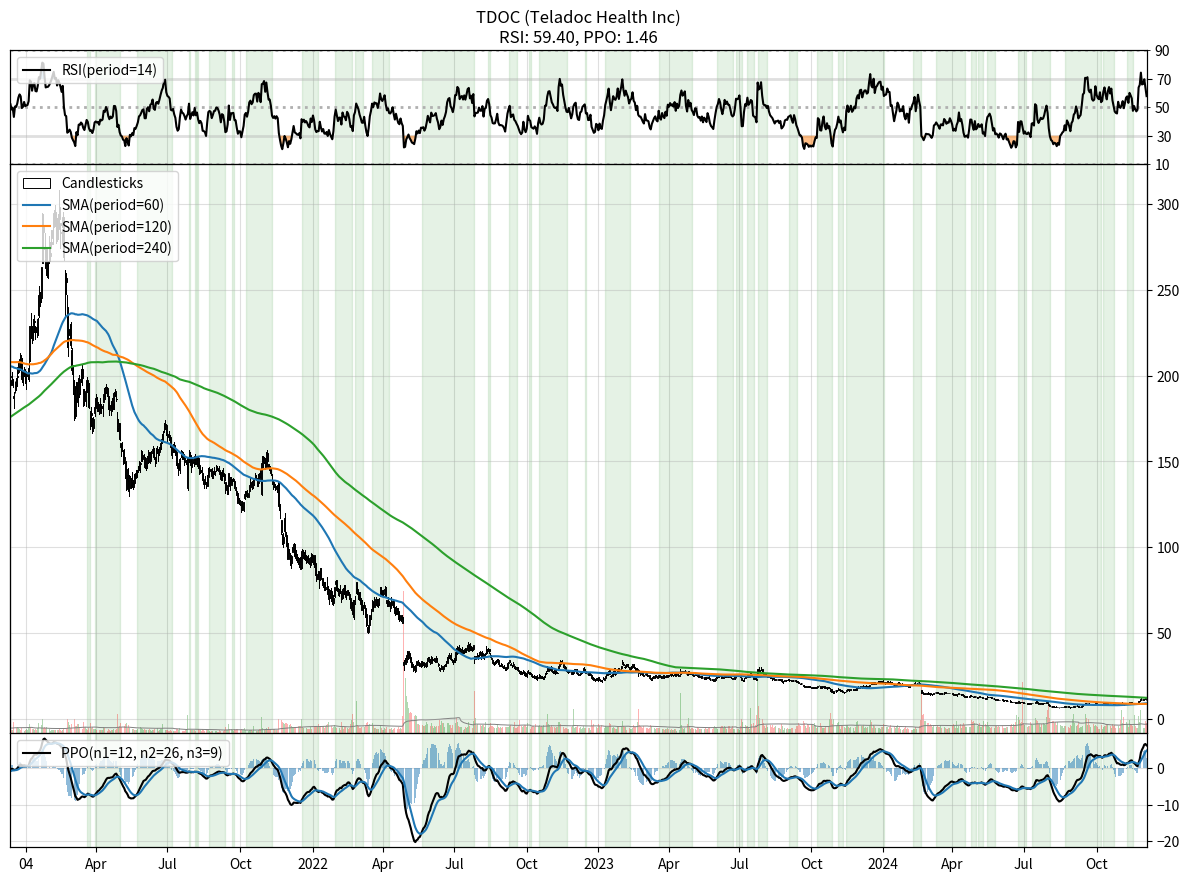 TDOC (Teladoc Health Inc)
RSI: 59.40, PPO: 1.46
RSI(period=14)
90
70
50
30
10
Candlesticks
SMA(period=60)
SMA(period=120)
SMA(period=240)
300
250
200
150
100
50
0
PPO(n1=12, n2=26, n3=9)
0
−10
−20
04 Apr Jul Oct 2022 Apr Jul Oct 2023 Apr Jul Oct 2024 Apr Jul Oct